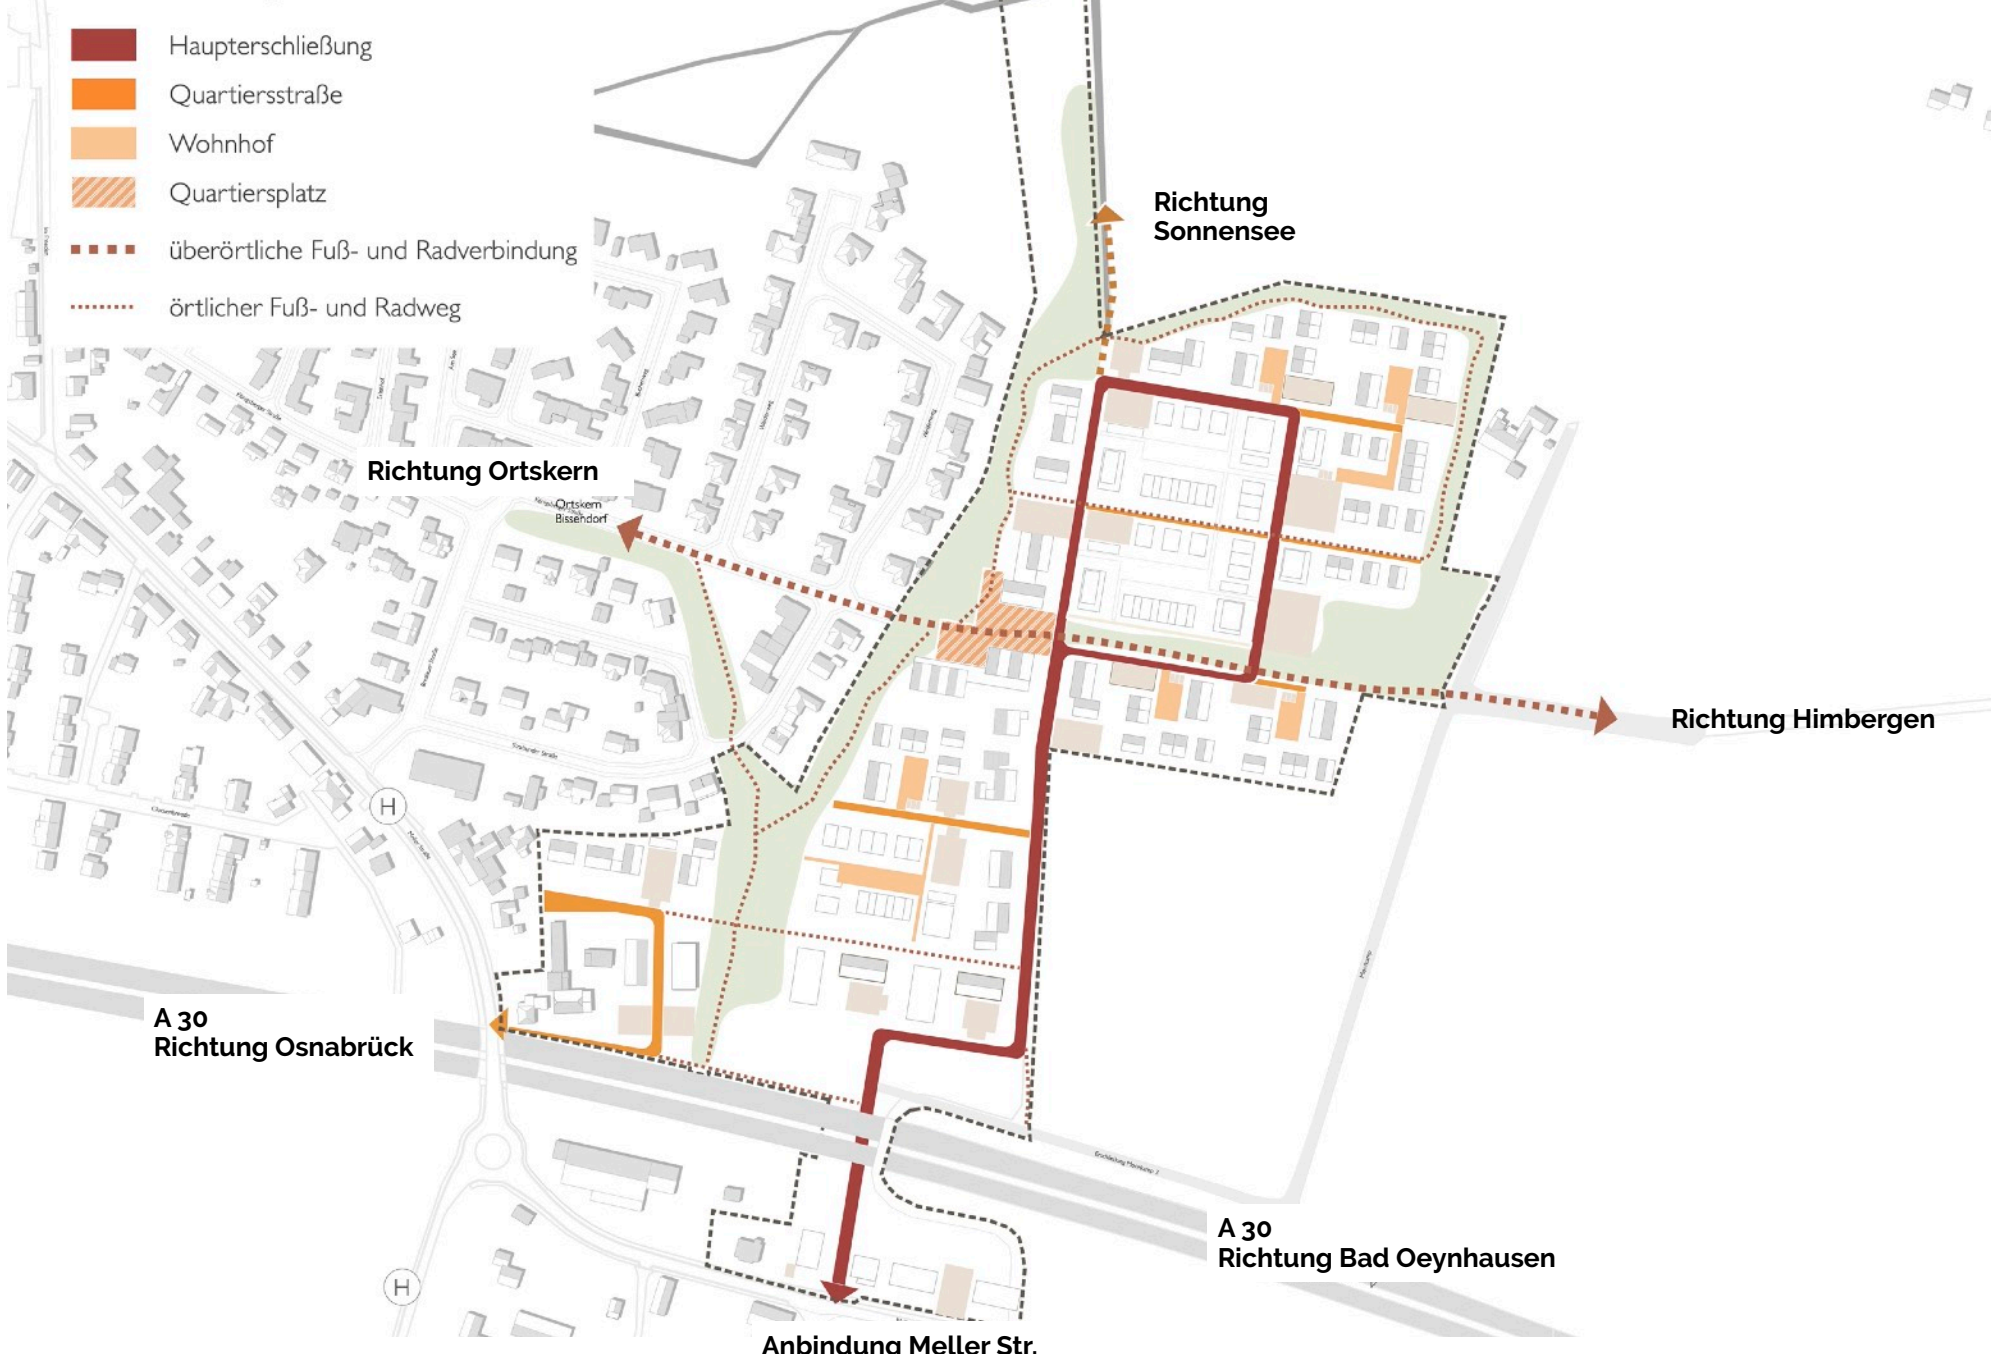 Haupterschließung
Quartiersstraße
Wohnhof
Quartiersplatz
überörtliche Fuß- und Radverbindung
örtlicher Fuß- und Radweg
Richtung
Sonnensee
Richtung Ortskern
Ortskern
Bissendorf
Richtung Himbergen
H
A 30
Richtung Osnabrück
A 30
Richtung Bad Oeynhausen
H
Anbindung Meller Str.